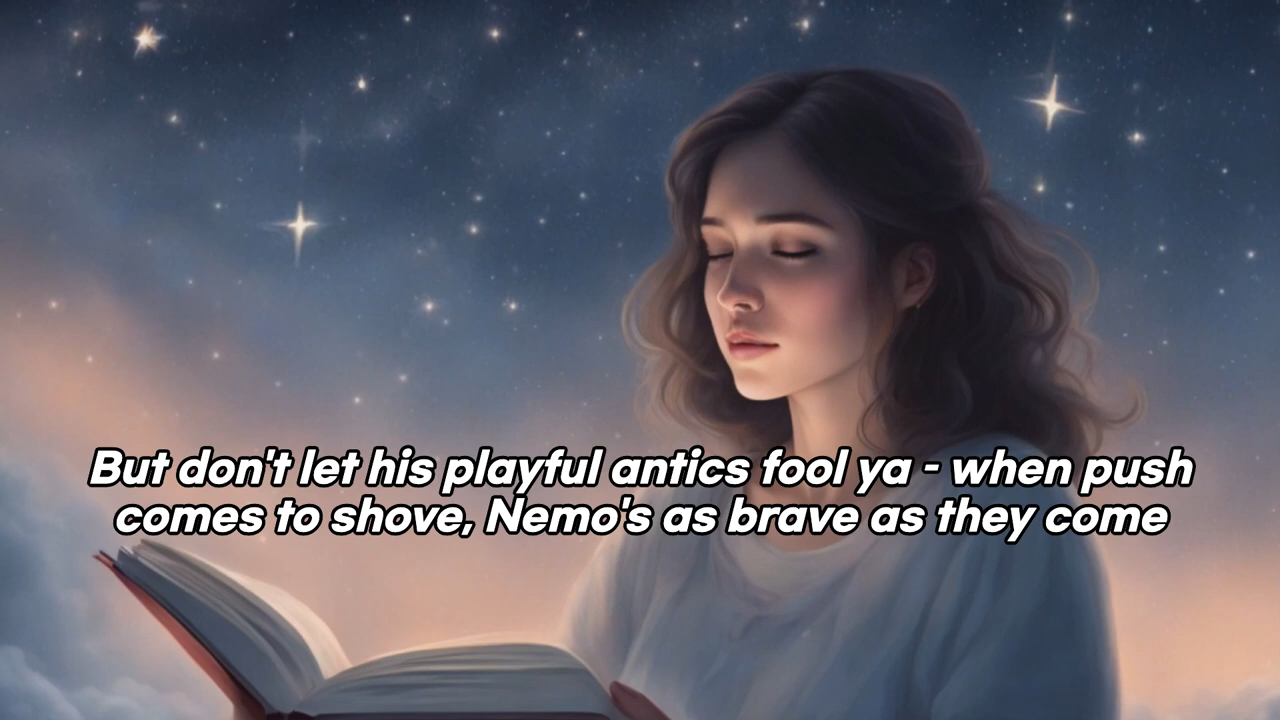 But don't let his playful antics fool ya - when push
comes to shove, Nemo's as brave as they come